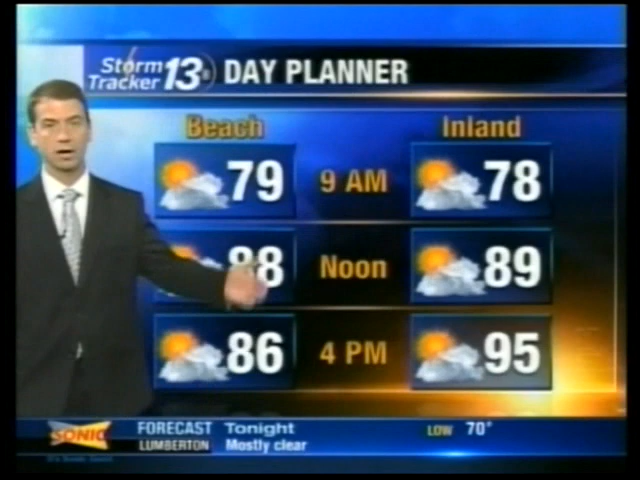 Storm
Tracker 13
DAY PLANNER
Beach
Inland
79
9 AM
78
88
Noon
89
86
4 PM
95
SONIC
FORECAST
Tonight
LOW 70°
LUMBERTON
Mostly clear